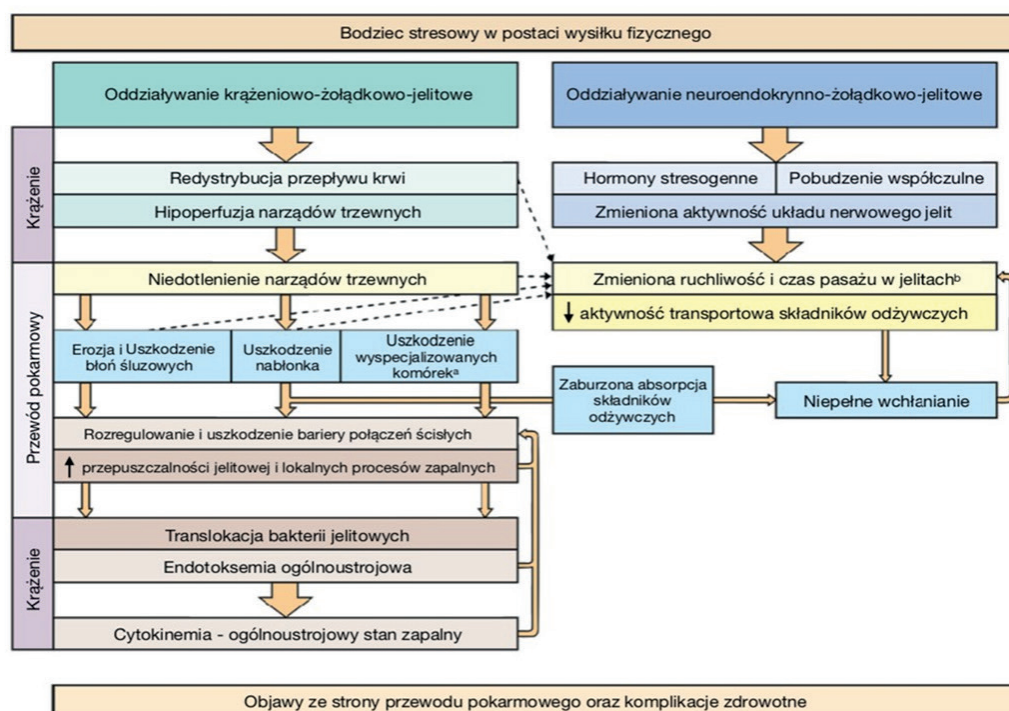 Bodziec stresowy w postaci wysiłku fizycznego
Oddziaływanie krążeniowo-żołądkowo-jelitowe
Oddziaływanie neuroendokrynno-żołądkowo-jelitowe
Krążenie
Redystrybucja przepływu krwi
Hipoperfuzja narządów trzewnych
Hormony stresogenne
Pobudzenie współczulne
Zmieniona aktywność układu nerwowego jelit
Przewód pokarmowy
Niedotlenienie narządów trzewnych
Zmieniona ruchliwość i czas pasażu w jelitachᵇ
↓ aktywność transportowa składników odżywczych
Erozja i Uszkodzenie
błoń śluzowych
Uszkodzenie
nabłonka
Uszkodzenie
wyspecjalizowanych
komórekᵃ
Zaburzona absorpcja
składników
odżywczych
Niepełne wchłanianie
Rozregulowanie i uszkodzenie bariery połączeń ścisłych
↑ przepuszczalności jelitowej i lokalnych procesów zapalnych
Krążenie
Translokacja bakterii jelitowych
Endotoksemia ogólnoustrojowa
Cytokinemia - ogólnoustrojowy stan zapalny
Objawy ze strony przewodu pokarmowego oraz komplikacje zdrowotne